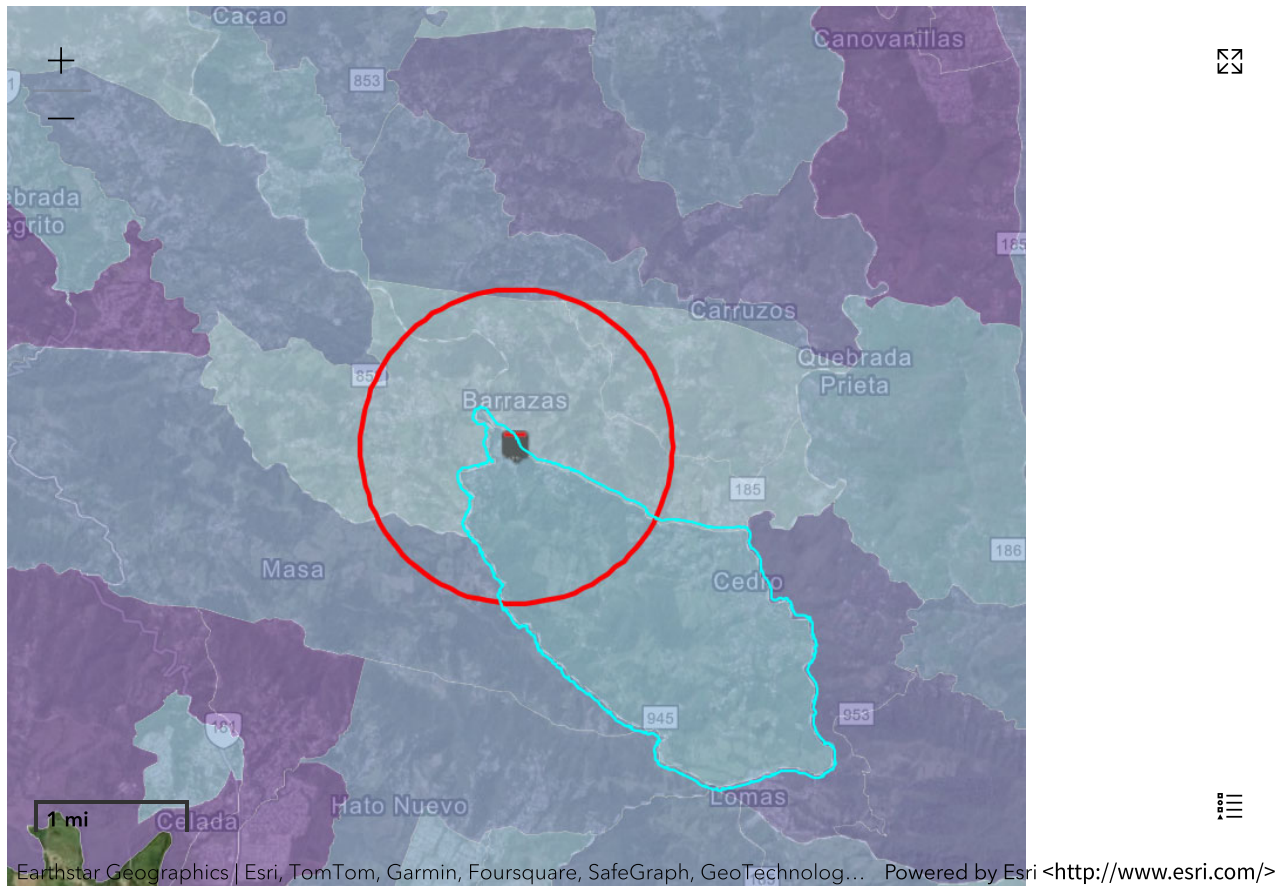 Cacao
Canovanillas
853
1
ebrada
egrito
185
Carruzos
Quebrada
Prieta
Barrazas
185
186
Masa
Cedro
945
953
181
Lomas
Hato Nuevo
Celada
1 mi
Earthstar Geographics | Esri, TomTom, Garmin, Foursquare, SafeGraph, GeoTechnolog... Powered by Esri <http://www.esri.com/>